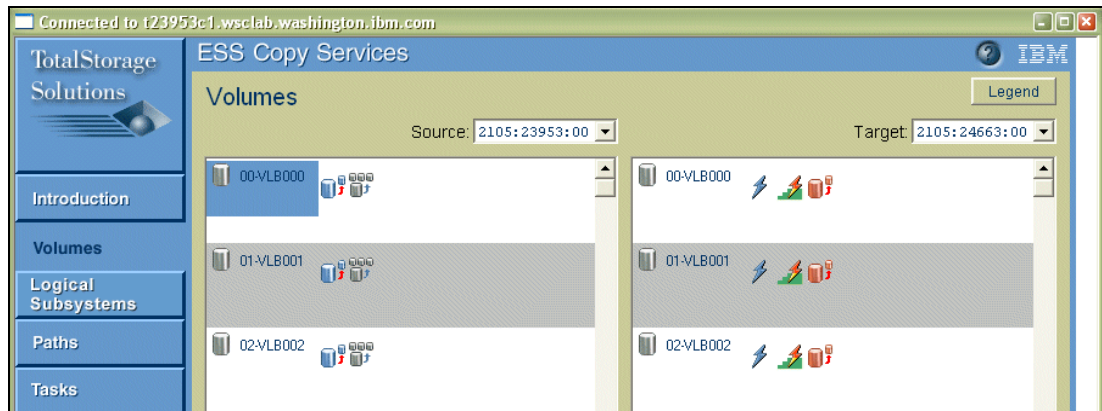 Connected to t23953c1.wsclab.washington.ibm.com
TotalStorage
Solutions
ESS Copy Services
? IBM
Volumes
Legend
Source: 2105:23953:00
Target: 2105:24663:00
00-VLB000
00-VLB000
Introduction
Volumes
01-VLB001
01-VLB001
Logical
Subsystems
Paths
02-VLB002
02-VLB002
Tasks